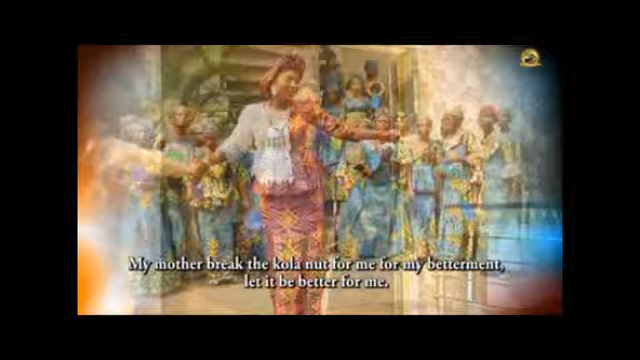 My mother break the kola nut for me for my betterment,
let it be better for me.